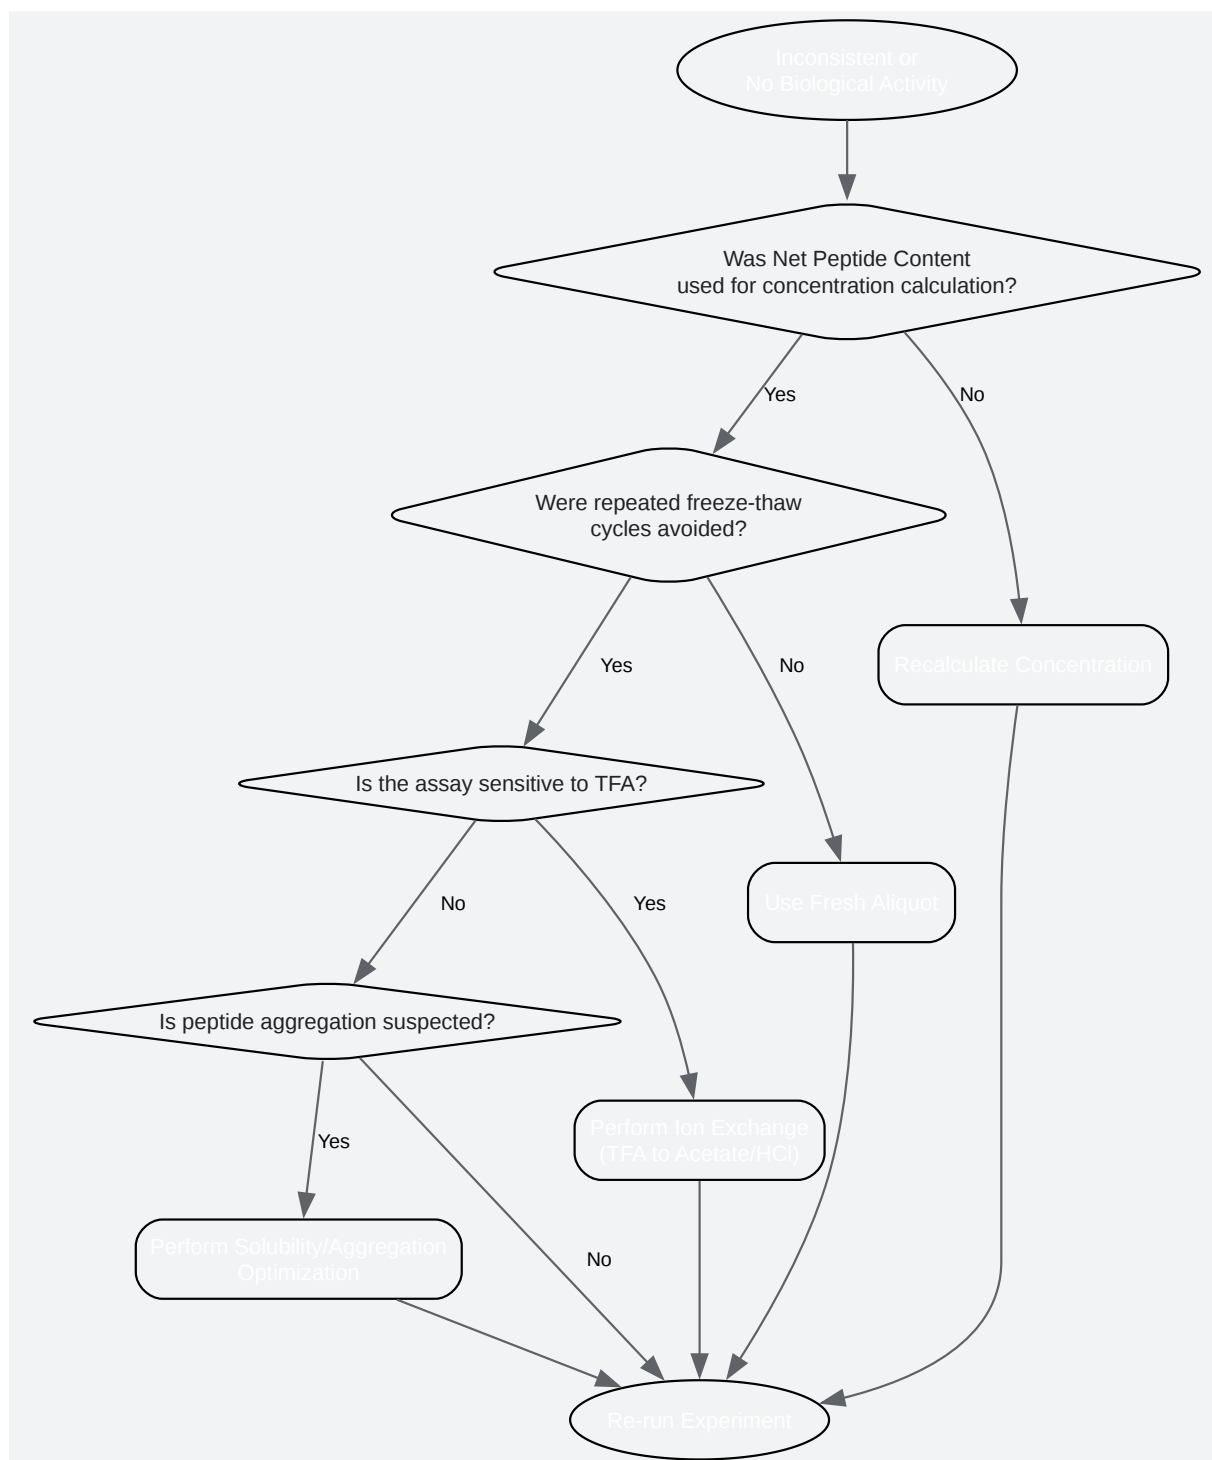 Inconsistent or
No Biological Activity
Was Net Peptide Content
used for concentration calculation?
Yes
No
Were repeated freeze-thaw
cycles avoided?
Yes
No
Recalculate Concentration
Is the assay sensitive to TFA?
No
Yes
Use Fresh Aliquot
Is peptide aggregation suspected?
Yes
Perform Ion Exchange
(TFA to Acetate/HCl)
No
Perform Solubility/Aggregation
Optimization
Re-run Experiment